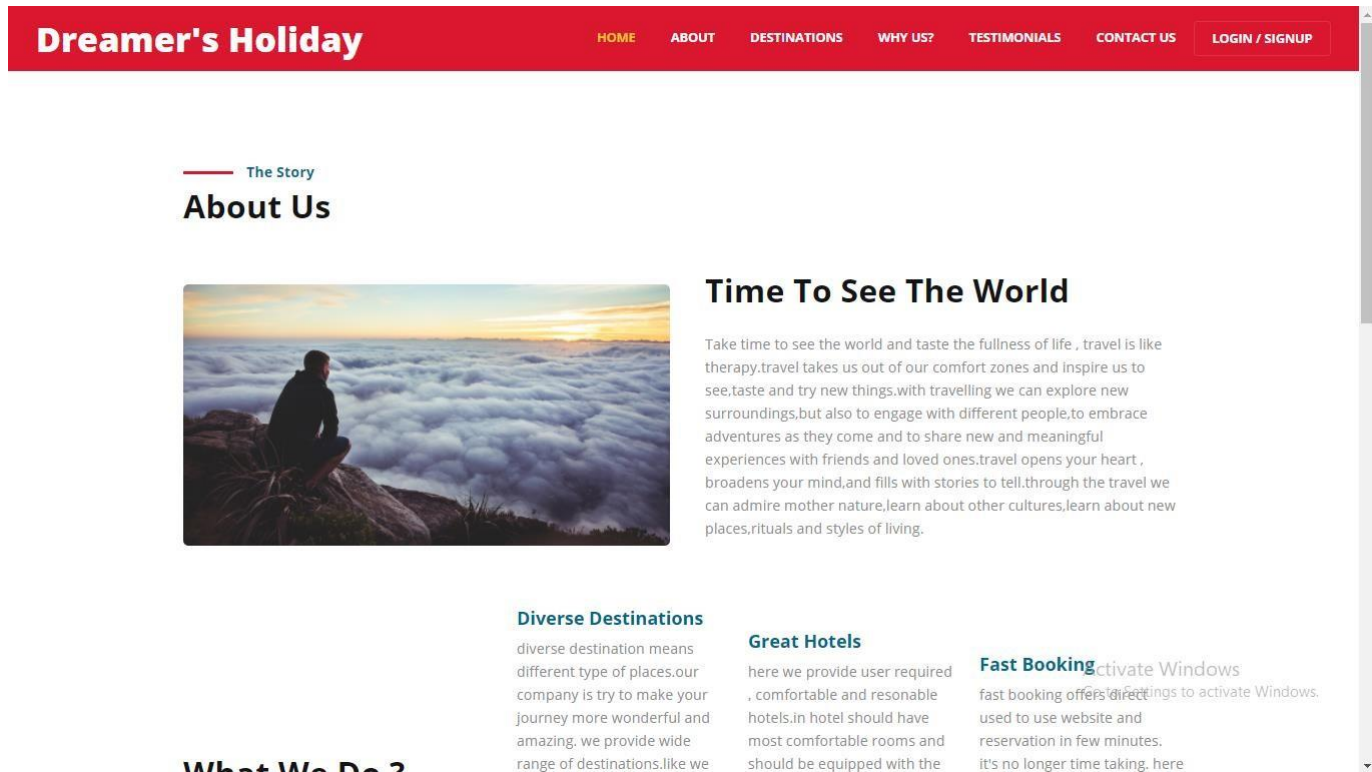 Dreamer's Holiday
HOME ABOUT DESTINATIONS WHY US? TESTIMONIALS CONTACT US LOGIN / SIGNUP
The Story
About Us
Time To See The World
Take time to see the world and taste the fullness of life , travel is like
therapy.travel takes us out of our comfort zones and inspire us to
see,taste and try new things.with travelling we can explore new
surroundings,but also to engage with different people,to embrace
adventures as they come and to share new and meaningful
experiences with friends and loved ones.travel opens your heart ,
broadens your mind,and fills with stories to tell.through the travel we
can admire mother nature,learn about other cultures,learn about new
places,rituals and styles of living.
Diverse Destinations
diverse destination means
different type of places.our
company is try to make your
journey more wonderful and
amazing. we provide wide
range of destinations.like we
Great Hotels
here we provide user required
, comfortable and resonable
hotels.in hotel should have
most comfortable rooms and
should be equipped with the
Fast Booking
fast booking offers direct
used to use website and
reservation in few minutes.
it's no longer time taking. here
Activate Windows
Go to Settings to activate Windows.
What We Do ?